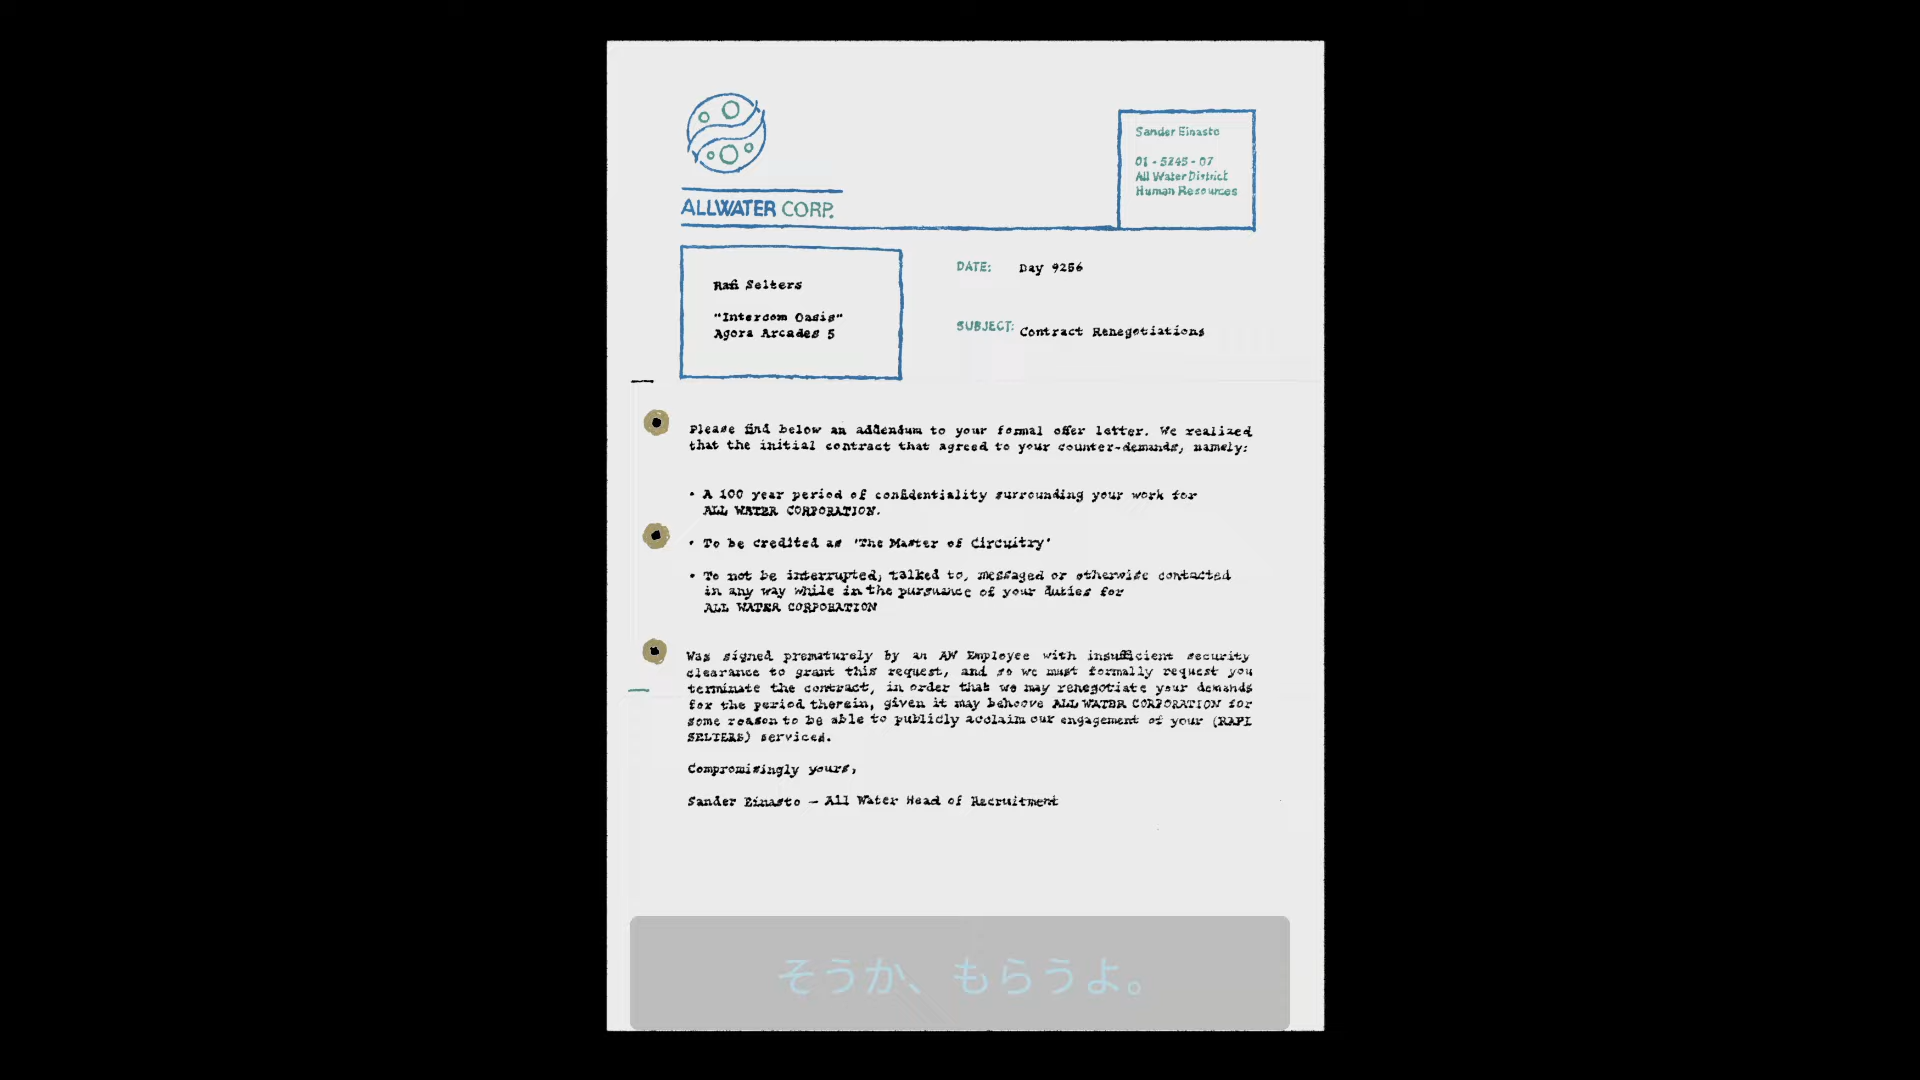 Sander Einasto
01 - 5245 - 07
All Water District
Human Resources
ALLWATER CORP.
Rafi Selters
"Intercom Oasis"
Agora Arcades 5
DATE: Day 9256
SUBJECT: Contract Renegotiations
Please find below an addendum to your formal offer letter. We realized
that the initial contract that agreed to your counter-demands, namely:
• A 100 year period of confidentiality surrounding your work for
ALL WATER CORPORATION.
• To be credited as 'The Master of Circuitry'
• To not be interrupted, talked to, messaged or otherwise contacted
in any way while in the pursuance of your duties for
ALL WATER CORPORATION
Was signed prematurely by an AW Employee with insufficient security
clearance to grant this request, and so we must formally request you
terminate the contract, in order that we may renegotiate your demands
for the period therein, given it may behoove ALL WATER CORPORATION for
some reason to be able to publicly acclaim our engagement of your (RAFI
SELTERS) services.
Compromisingly yours,
Sander Einasto — All Water Head of Recruitment
そうか、もらうよ。